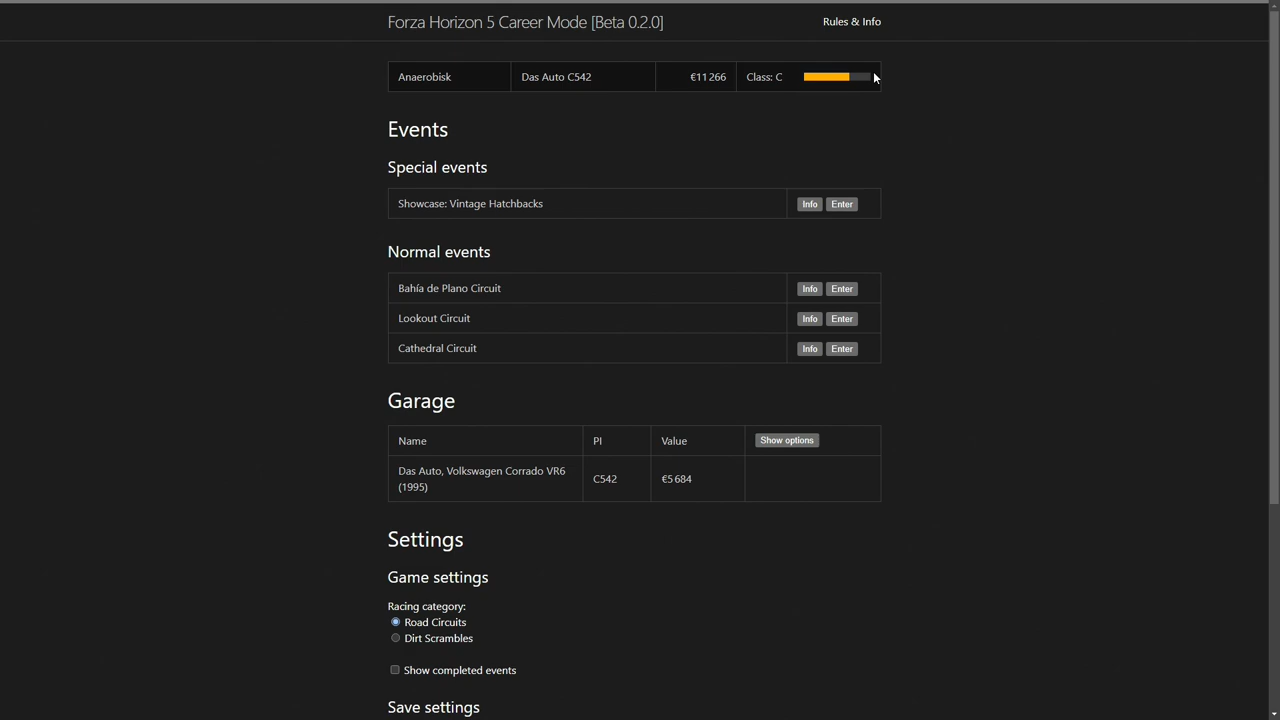 Forza Horizon 5 Career Mode [Beta 0.2.0]
Rules & Info
Anaerobisk Das Auto C542 €11 266 Class: C
Events
Special events
Showcase: Vintage Hatchbacks Info Enter
Normal events
Bahía de Plano Circuit Info Enter
Lookout Circuit Info Enter
Cathedral Circuit Info Enter
Garage
Name PI Value Show options
Das Auto, Volkswagen Corrado VR6
(1995)
C542 €5 684
Settings
Game settings
Racing category:
Road Circuits
Dirt Scrambles
Show completed events
Save settings